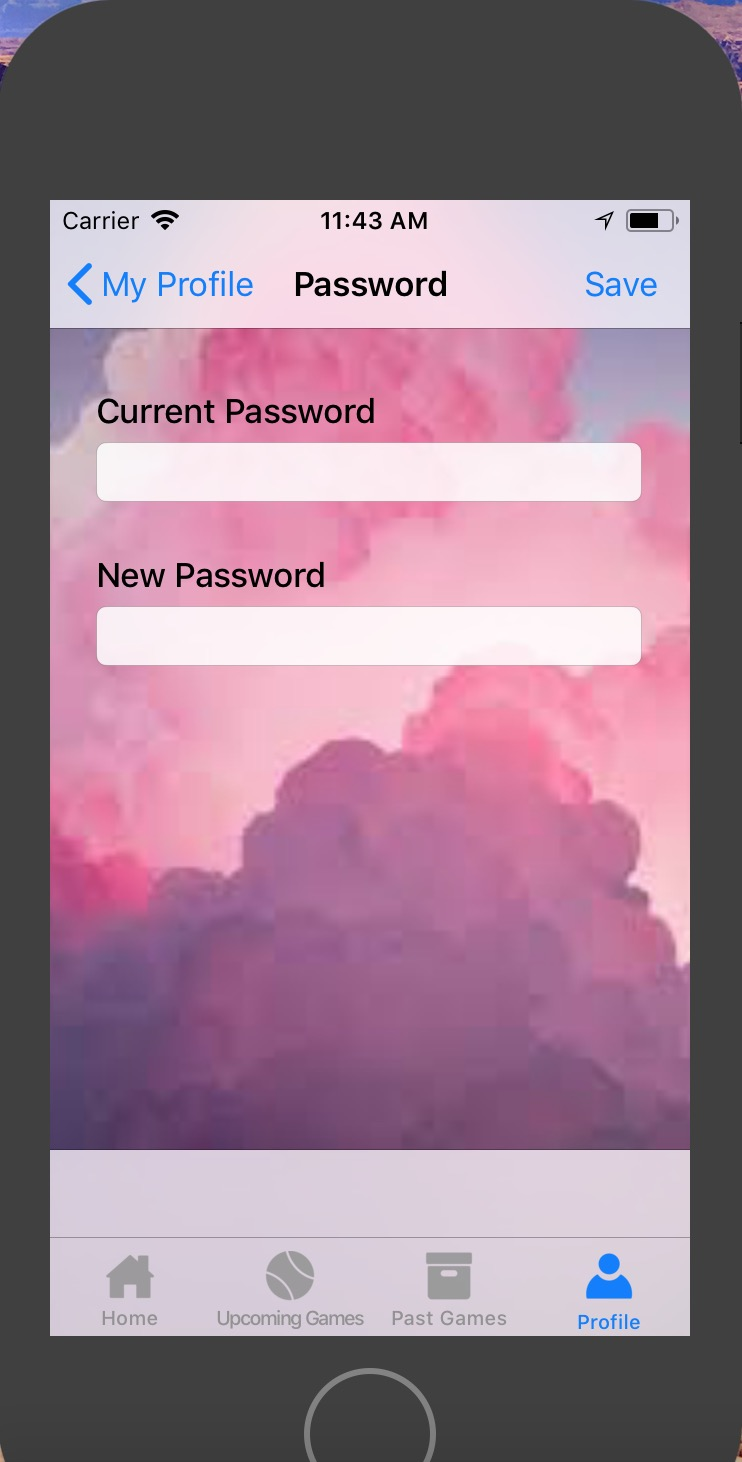 Carrier 11:43 AM
My Profile Password Save
Current Password
New Password
Home Upcoming Games Past Games Profile